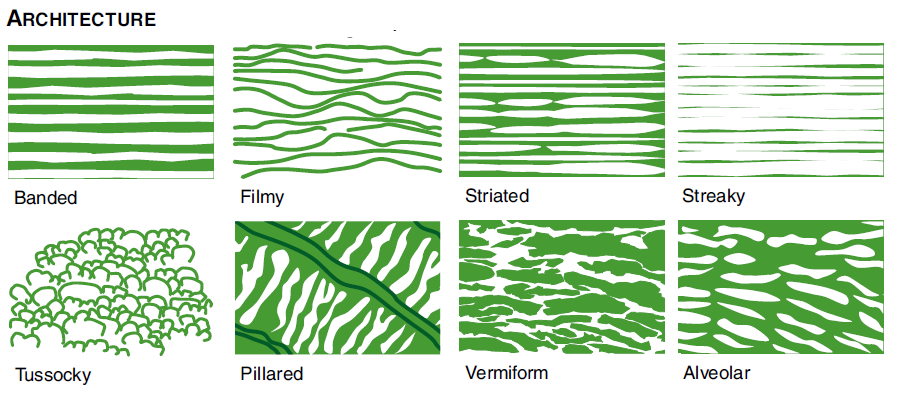 ARCHITECTURE
Banded Filmy Striated Streaky
Tussocky Pillared Vermiform Alveolar